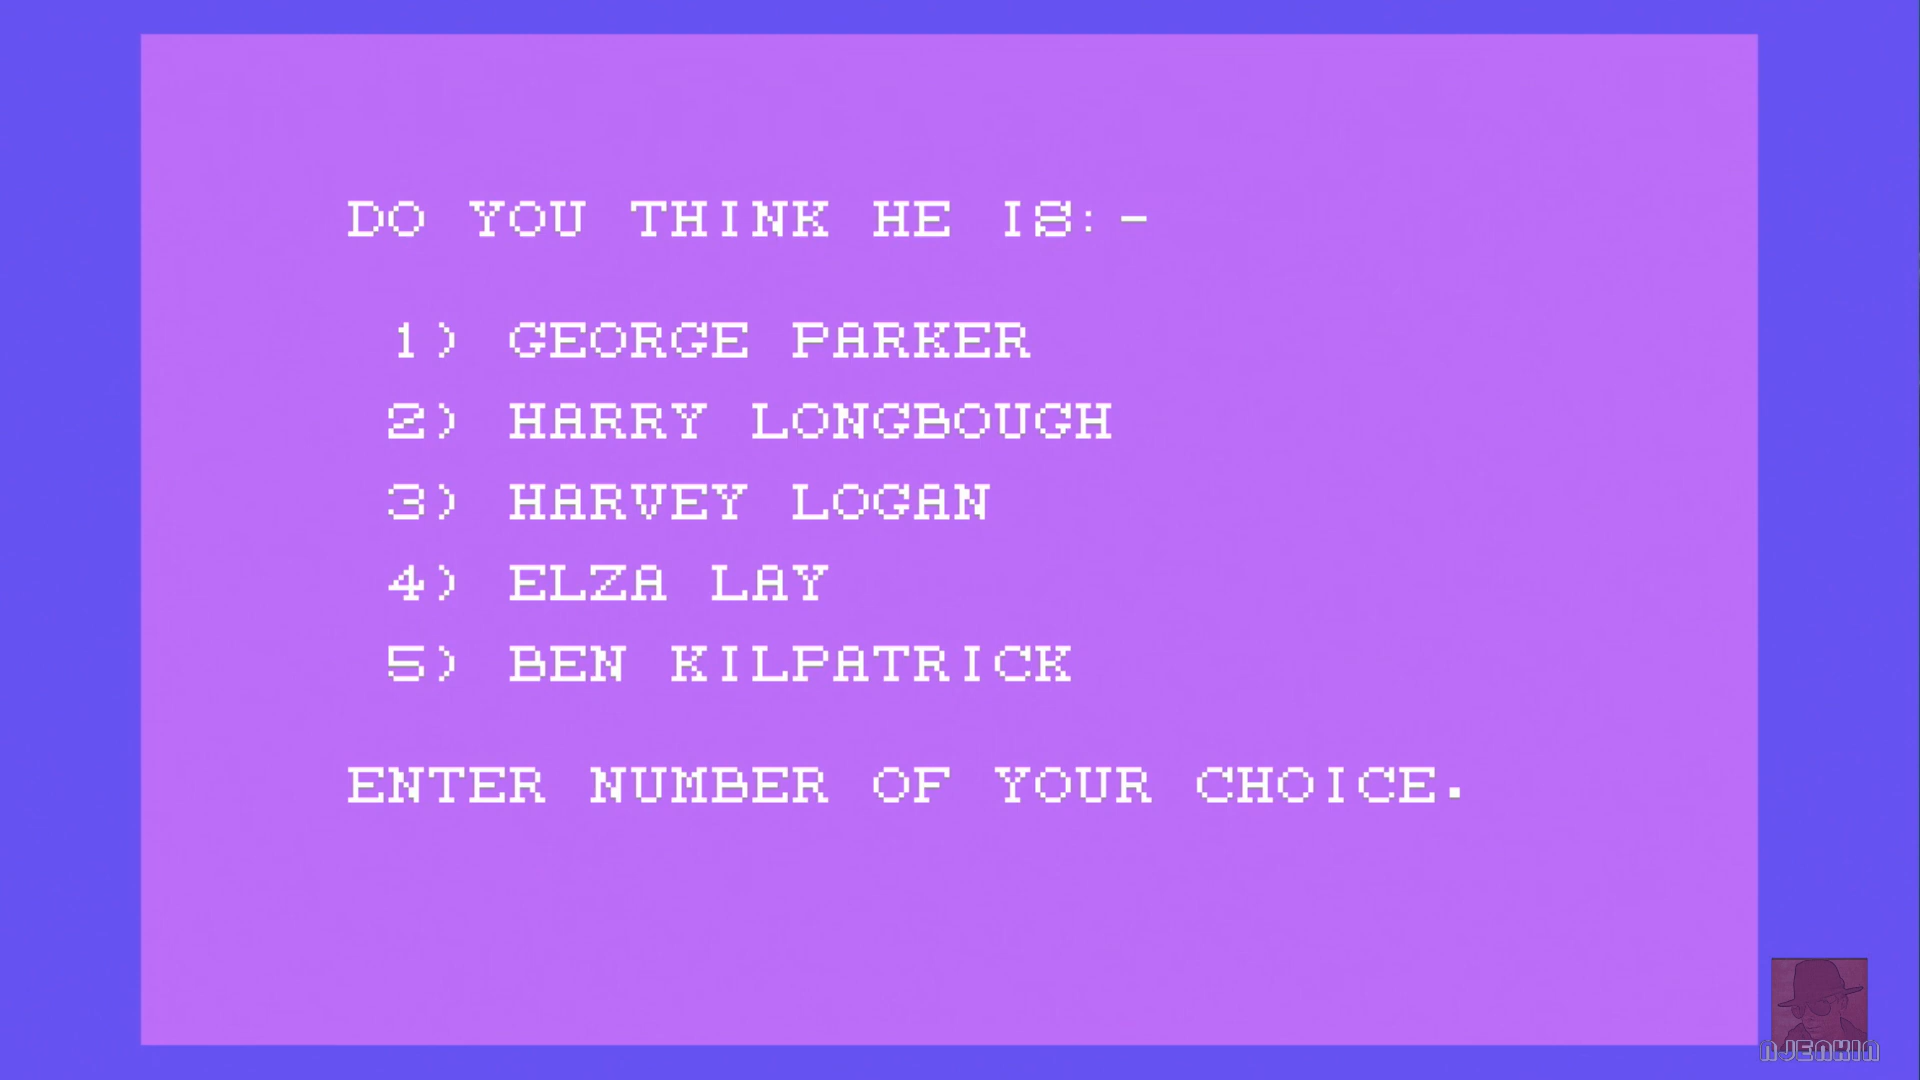 DO YOU THINK HE IS:-
1) GEORGE PARKER
2) HARRY LONGBOUGH
3) HARVEY LOGAN
4) ELZA LAY
5) BEN KILPATRICK
ENTER NUMBER OF YOUR CHOICE.
NJENKIN